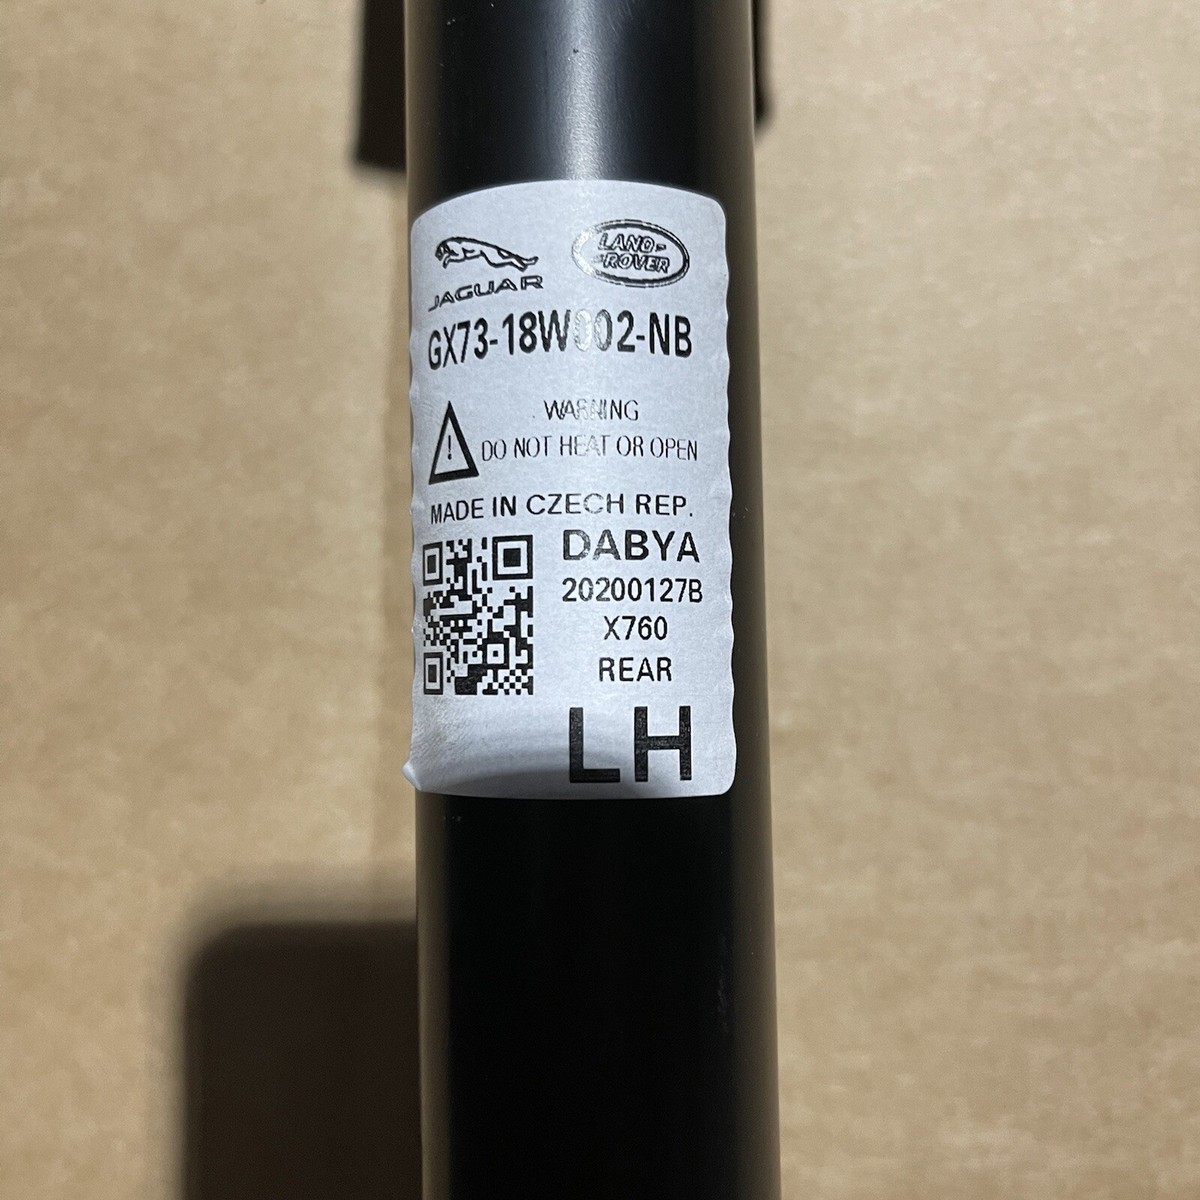 JAGUAR
LAND-
ROVER
GX73-18W002-NB
WARNING
! DO NOT HEAT OR OPEN
MADE IN CZECH REP.
DABYA
20200127B
X760
REAR
LH